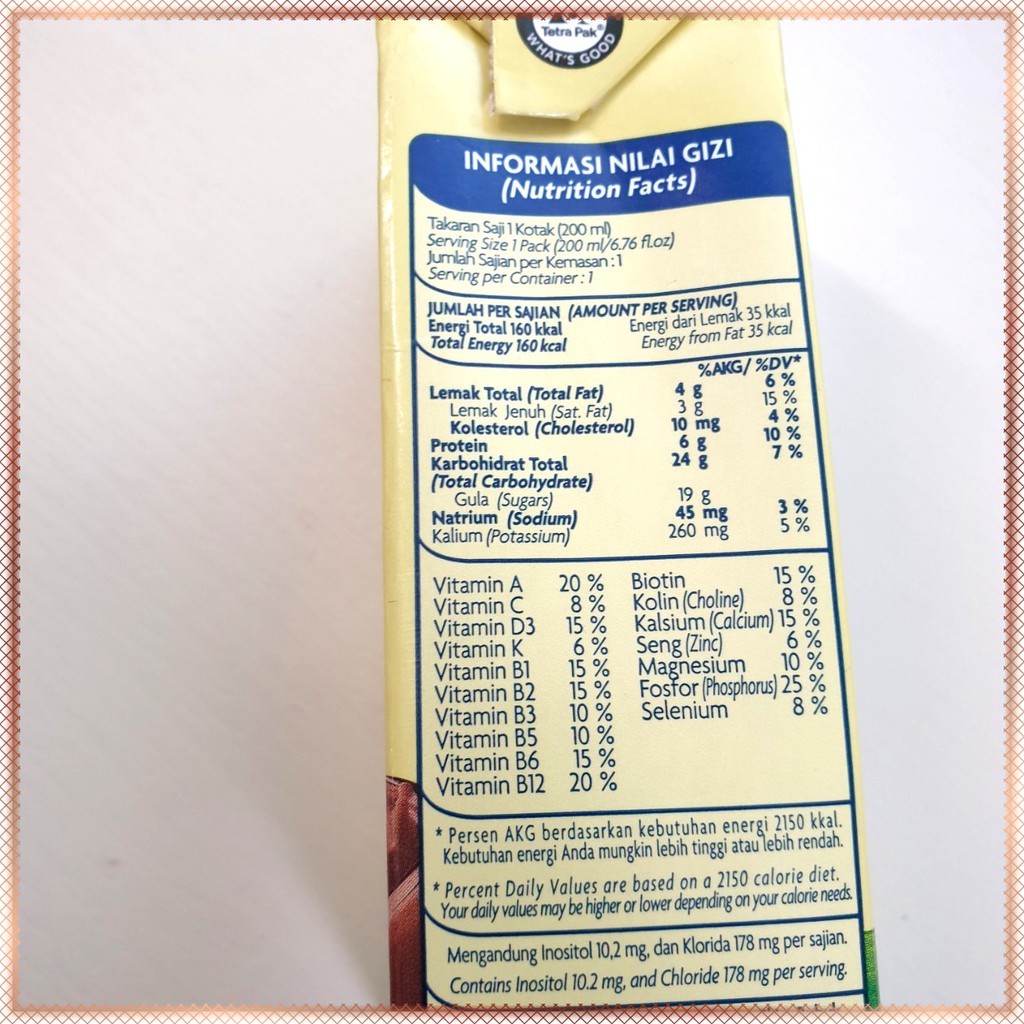 Tetra Pak®
WHAT'S GOOD
INFORMASI NILAI GIZI
(Nutrition Facts)
Takaran Saji 1 Kotak (200 ml)
Serving Size 1 Pack (200 ml/6.76 fl.oz)
Jumlah Sajian per Kemasan : 1
Serving per Container : 1
JUMLAH PER SAJIAN (AMOUNT PER SERVING)
Energi Total 160 kkal Energi dari Lemak 35 kkal
Total Energy 160 kcal Energy from Fat 35 kcal
%AKG/ %DV*
Lemak Total (Total Fat) 4 g 6 %
Lemak Jenuh (Sat. Fat) 3 g 15 %
Kolesterol (Cholesterol) 10 mg 4 %
Protein 6 g 10 %
Karbohidrat Total 24 g 7 %
(Total Carbohydrate)
Gula (Sugars) 19 g
Natrium (Sodium) 45 mg 3 %
Kalium (Potassium) 260 mg 5 %
Vitamin A 20 % Biotin 15 %
Vitamin C 8 % Kolin (Choline) 8 %
Vitamin D3 15 % Kalsium (Calcium) 15 %
Vitamin K 6 % Seng (Zinc) 6 %
Vitamin B1 15 % Magnesium 10 %
Vitamin B2 15 % Fosfor (Phosphorus) 25 %
Vitamin B3 10 % Selenium 8 %
Vitamin B5 10 %
Vitamin B6 15 %
Vitamin B12 20 %
* Persen AKG berdasarkan kebutuhan energi 2150 kkal.
Kebutuhan energi Anda mungkin lebih tinggi atau lebih rendah.
* Percent Daily Values are based on a 2150 calorie diet.
Your daily values may be higher or lower depending on your calorie needs.
Mengandung Inositol 10,2 mg, dan Klorida 178 mg per sajian.
Contains Inositol 10.2 mg, and Chloride 178 mg per serving.